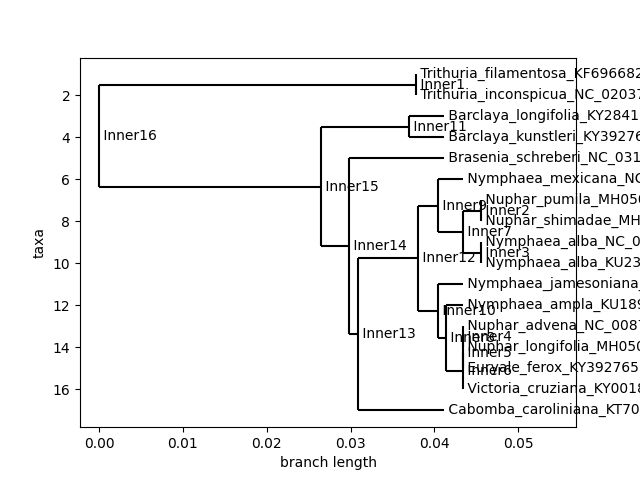 Trithuria_filamentosa_KF696682
Inner1
Trithuria_inconspicua_NC_02037
Barclaya_longifolia_KY2841
Inner11
Barclaya_kunstleri_KY39276
Inner16
Brasenia_schreberi_NC_031
Nymphaea_mexicana_NC
Inner15
Nuphar_pumila_MH050
Inner9
Inner2
Nuphar_shimadae_MH
Inner7
Nymphaea_alba_NC_0
Inner14
Inner3
Inner12
Nymphaea_alba_KU23
Nymphaea_jamesoniana_
Nymphaea_ampla_KU189
Inner10
Nuphar_advena_NC_0087
Inner13
Inner4
Nuphar_longifolia_MH050
Inner5
Euryale_ferox_KY392765
Inner6
Victoria_cruziana_KY0018
Cabomba_caroliniana_KT70
taxa
2
4
6
8
10
12
14
16
0.00 0.01 0.02 0.03 0.04 0.05
branch length